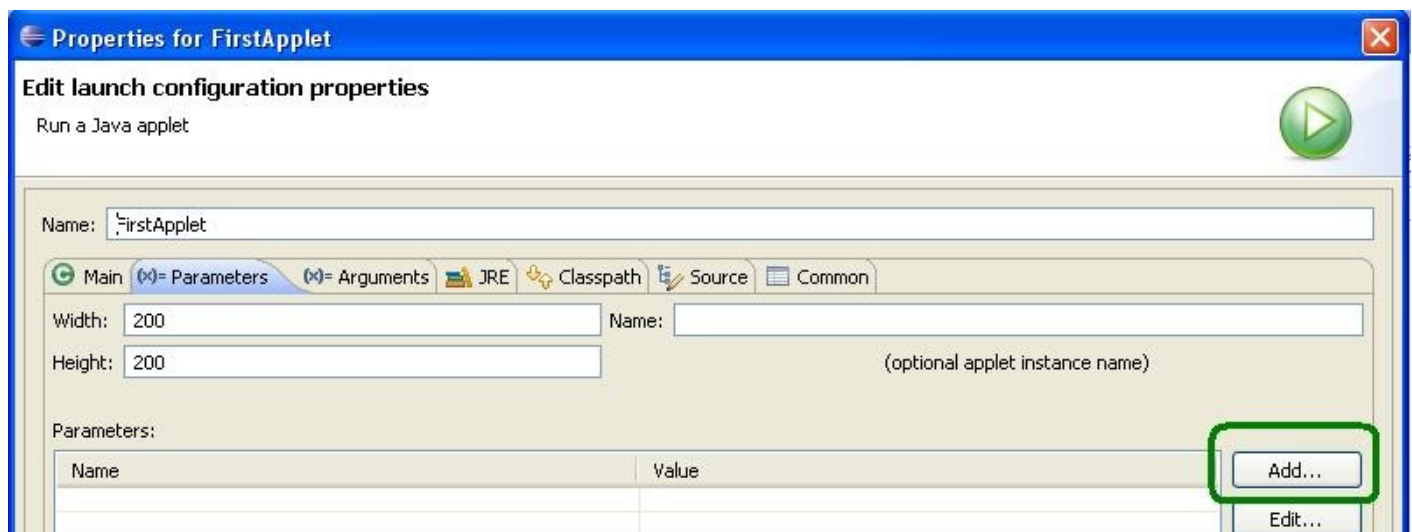 Properties for FirstApplet
Edit launch configuration properties
Run a Java applet
Name: FirstApplet
Main (x)= Parameters (x)= Arguments JRE Classpath Source Common
Width: 200 Name:
Height: 200 (optional applet instance name)
Parameters:
Name Value Add...
Edit...